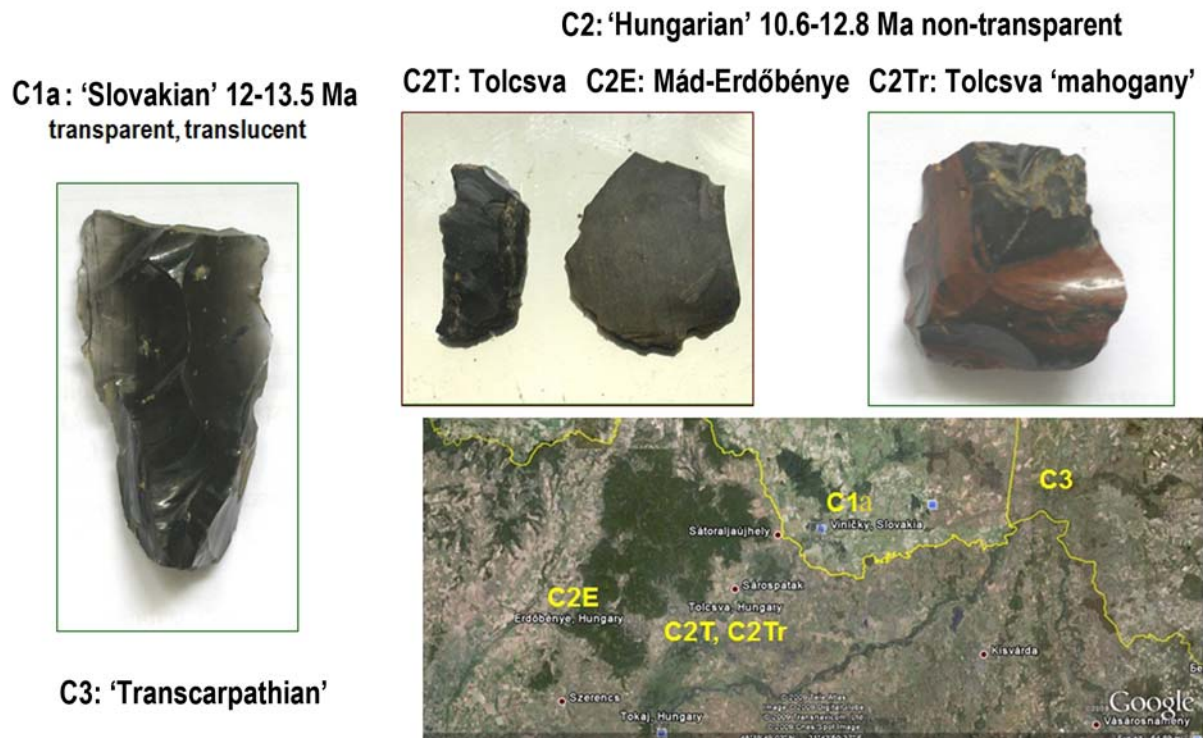 C2: ‘Hungarian’ 10.6-12.8 Ma non-transparent
C1a: ‘Slovakian’ 12-13.5 Ma
transparent, translucent
C2T: Tolcsva C2E: Mád-Erdőbénye C2Tr: Tolcsva ‘mahogany’
C3
C1a
Viničky, Slovakia
Sátoraljaújhely
Sárospatak
C2E
Erdőbénye, Hungary
Tolcsva, Hungary
C2T, C2Tr
Kisvárda
C3: ‘Transcarpathian’
Szerencs
Tokaj, Hungary
Google
Vásárosnamény